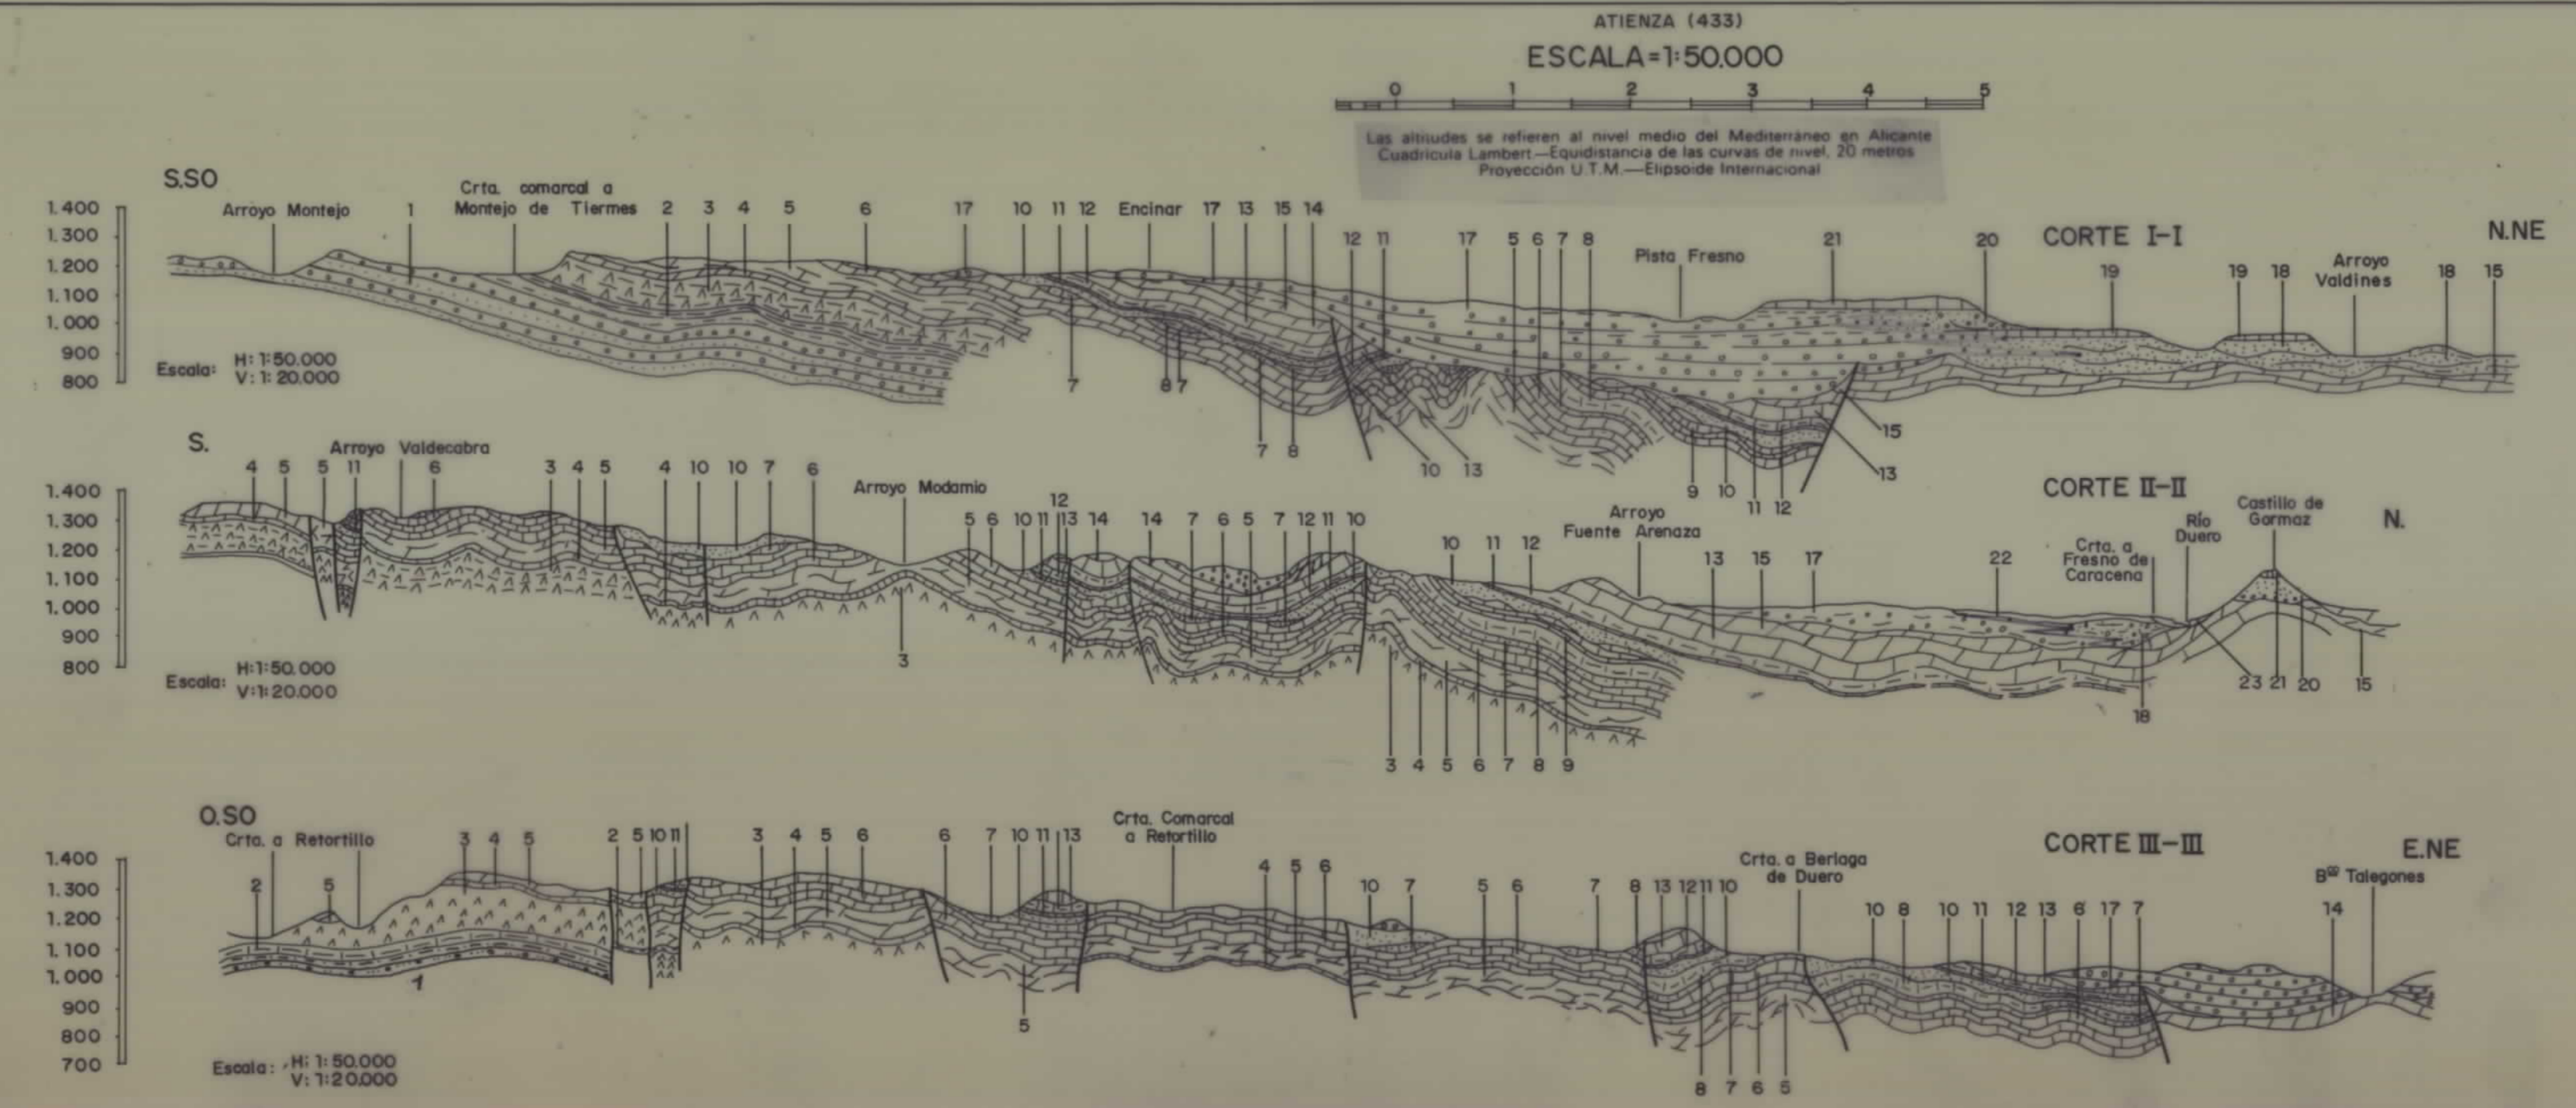 ATIENZA (433)
ESCALA=1:50.000
0 1 2 3 4 5
Las altitudes se refieren al nivel medio del Mediterráneo en Alicante
Cuadrícula Lambert.—Equidistancia de las curvas de nivel, 20 metros
Proyección U.T.M.—Elipsoide Internacional
S.SO
CORTE I-I
N.NE
Arroyo Montejo
1
Crta. comarcal a
Montejo de Tiermes
2 3 4 5 6 17 10 11 12 Encinar 17 13 15 14
12 11 17 5 6 7 8 Pista Fresno 21 20 19 19 18
Arroyo
Valdines
18 15
1.400
1.300
1.200
1.100
1.000
900
800
Escala: H: 1:50.000
V: 1:20.000
7 8 7 7 8 10 13 9 10 11 12 15 13
S.
CORTE II-II
N.
Arroyo Valdecabra
4 5 5 11 6 3 4 5 4 10 10 7 6
Arroyo Modamio
5 6 10 11 12 13 14 14 7 6 5 7 12 11 10
10 11 12
Arroyo
Fuente Arenaza
13 15 17 22
Crta. a
Fresno de
Caracena
Río
Duero
Castillo de
Gormaz
1.400
1.300
1.200
1.100
1.000
900
800
Escala: H:1:50.000
V:1:20.000
3 3 4 5 6 7 8 9 18 23 21 20 15
O.SO
CORTE III-III
E.NE
Crta. a Retortillo
2 5 3 4 5 2 5 10 11 3 4 5 6 6 7 10 11 13
Crta. Comarcal
a Retortillo
4 5 6 10 7 5 6 7 8 13 12 11 10
Crta. a Berlaga
de Duero
10 8 10 11 12 13 6 17 7 14
Bco Talegones
1.400
1.300
1.200
1.100
1.000
900
800
700
1 5 8 7 6 5
Escala: H: 1:50.000
V: 1:20.000